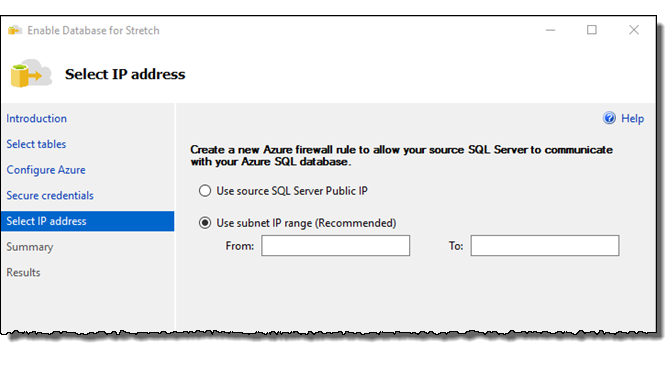 Enable Database for Stretch
Select IP address
Introduction
Help
Select tables
Configure Azure
Secure credentials
Select IP address
Summary
Results
Create a new Azure firewall rule to allow your source SQL Server to communicate
with your Azure SQL database.
Use source SQL Server Public IP
Use subnet IP range (Recommended)
From:
To: